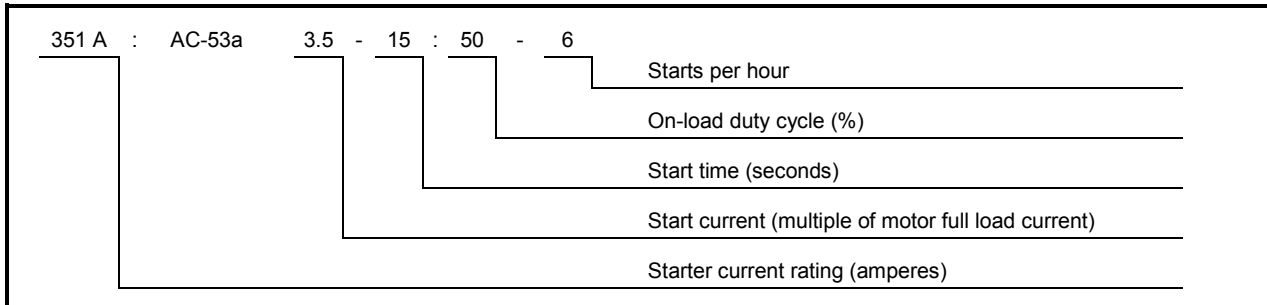 351 A : AC-53a 3.5 - 15 : 50 - 6
Starts per hour
On-load duty cycle (%)
Start time (seconds)
Start current (multiple of motor full load current)
Starter current rating (amperes)